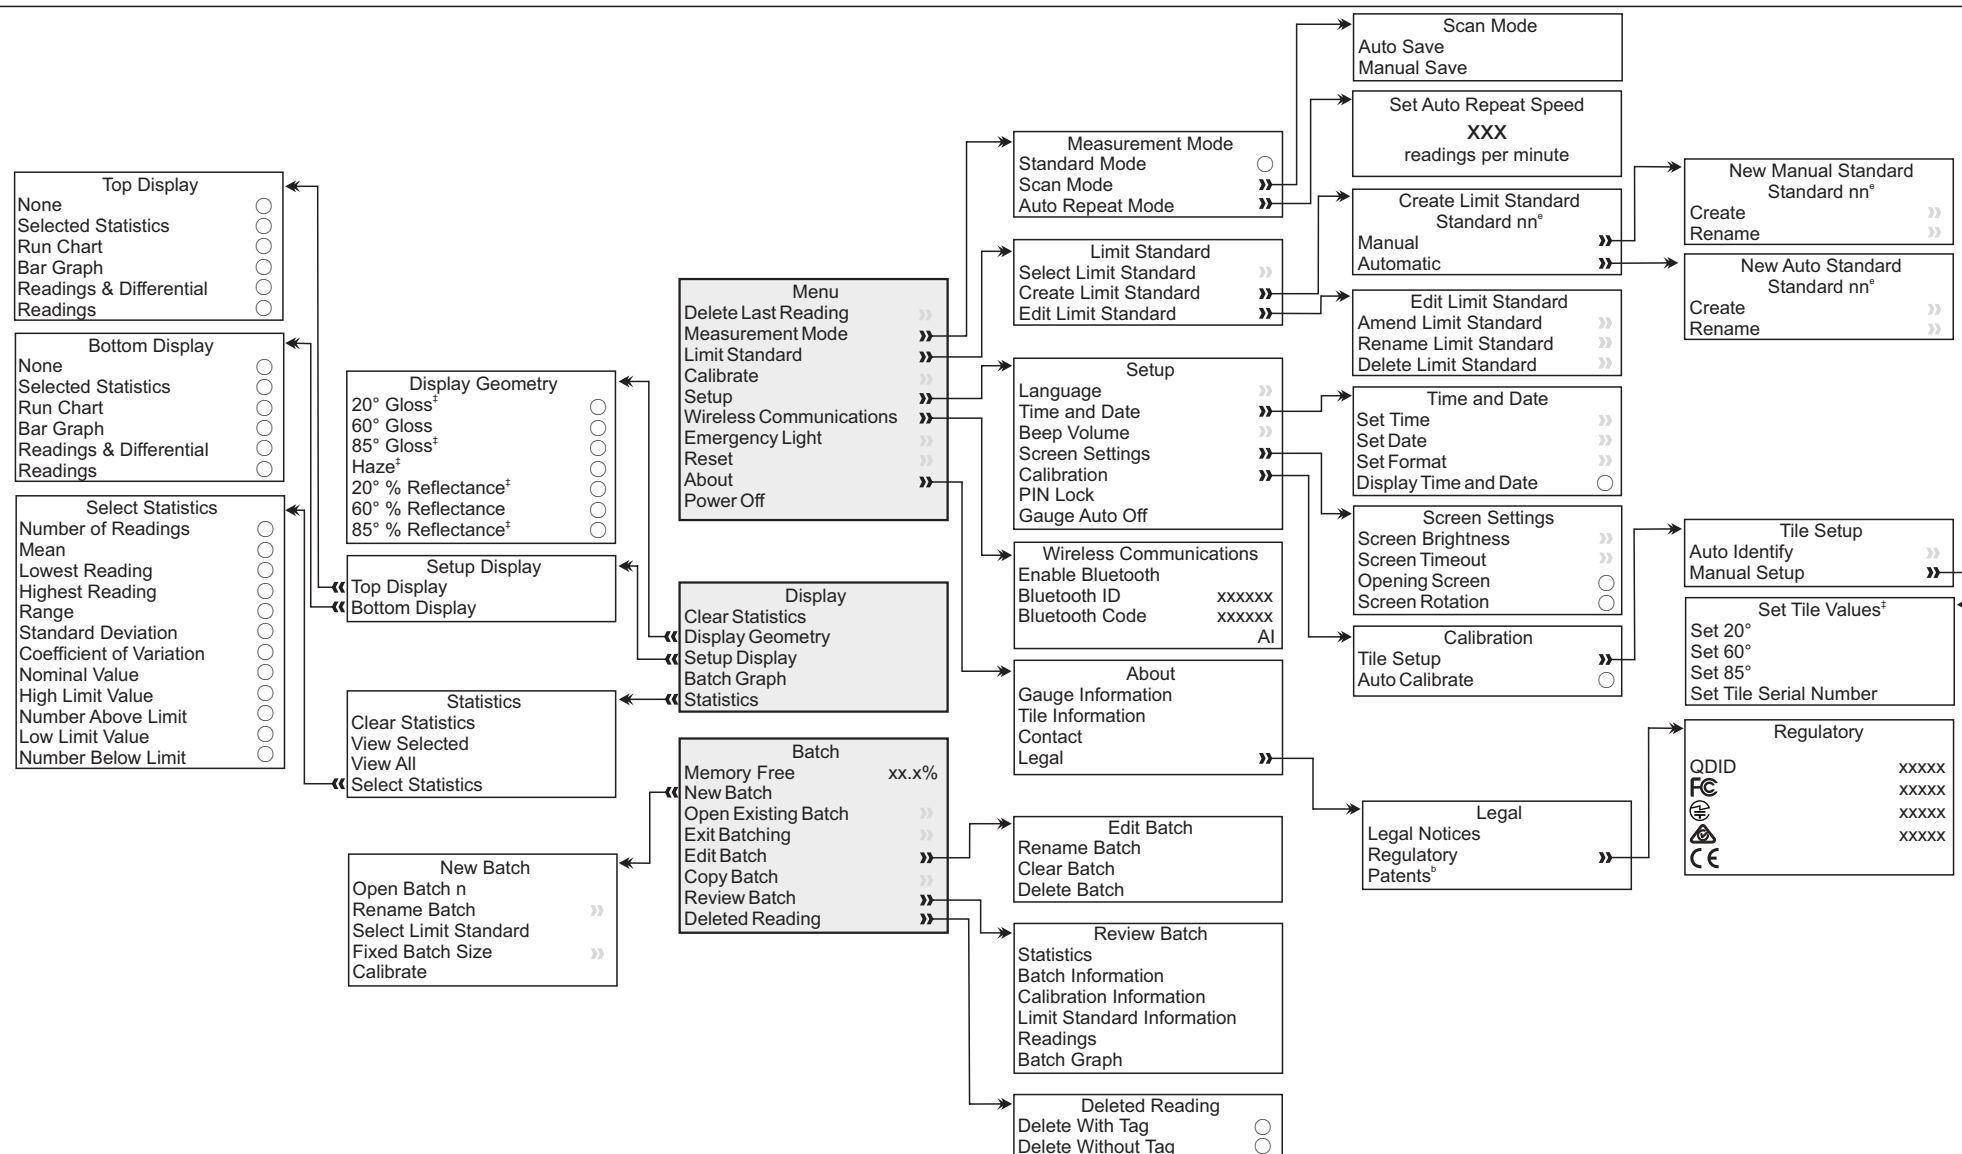 Top Display
None
Selected Statistics
Run Chart
Bar Graph
Readings & Differential
Readings
Bottom Display
None
Selected Statistics
Run Chart
Bar Graph
Readings & Differential
Readings
Select Statistics
Number of Readings
Mean
Lowest Reading
Highest Reading
Range
Standard Deviation
Coefficient of Variation
Nominal Value
High Limit Value
Number Above Limit
Low Limit Value
Number Below Limit
Display Geometry
20° Gloss‡
60° Gloss
85° Gloss‡
Haze‡
20° % Reflectance‡
60° % Reflectance
85° % Reflectance‡
Setup Display
Top Display
Bottom Display
Statistics
Clear Statistics
View Selected
View All
Select Statistics
New Batch
Open Batch n
Rename Batch
Select Limit Standard
Fixed Batch Size
Calibrate
Menu
Delete Last Reading
Measurement Mode
Limit Standard
Calibrate
Setup
Wireless Communications
Emergency Light
Reset
About
Power Off
Display
Clear Statistics
Display Geometry
Setup Display
Batch Graph
Statistics
Batch
Memory Free xx.x%
New Batch
Open Existing Batch
Exit Batching
Edit Batch
Copy Batch
Review Batch
Deleted Reading
Measurement Mode
Standard Mode
Scan Mode
Auto Repeat Mode
Limit Standard
Select Limit Standard
Create Limit Standard
Edit Limit Standard
Setup
Language
Time and Date
Beep Volume
Screen Settings
Calibration
PIN Lock
Gauge Auto Off
Wireless Communications
Enable Bluetooth
Bluetooth ID xxxxxx
Bluetooth Code xxxxxx
AI
About
Gauge Information
Tile Information
Contact
Legal
Edit Batch
Rename Batch
Clear Batch
Delete Batch
Review Batch
Statistics
Batch Information
Calibration Information
Limit Standard Information
Readings
Batch Graph
Deleted Reading
Delete With Tag
Delete Without Tag
Scan Mode
Auto Save
Manual Save
Set Auto Repeat Speed
XXX
readings per minute
Create Limit Standard
Standard nnᵉ
Manual
Automatic
Edit Limit Standard
Amend Limit Standard
Rename Limit Standard
Delete Limit Standard
Time and Date
Set Time
Set Date
Set Format
Display Time and Date
Screen Settings
Screen Brightness
Screen Timeout
Opening Screen
Screen Rotation
Calibration
Tile Setup
Auto Calibrate
Legal
Legal Notices
Regulatory
Patentsᵇ
New Manual Standard
Standard nnᵉ
Create
Rename
New Auto Standard
Standard nnᵉ
Create
Rename
Tile Setup
Auto Identify
Manual Setup
Set Tile Values‡
Set 20°
Set 60°
Set 85°
Set Tile Serial Number
Regulatory
QDID xxxxx
FC xxxxx
xxxxx
xxxxx
CE